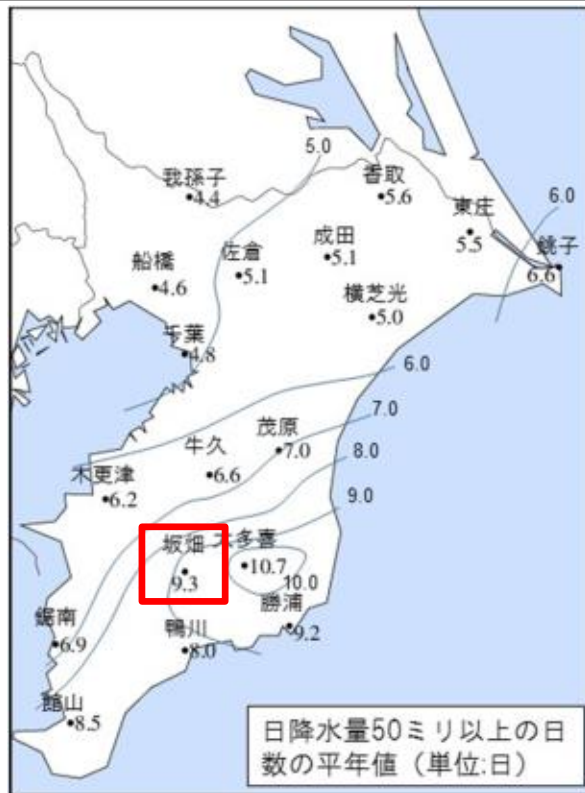 5.0
我孫子
4.4
香取
5.6
6.0
東庄
5.5
銚子
6.6
成田
5.1
佐倉
5.1
船橋
4.6
横芝光
5.0
千葉
4.8
6.0
7.0
茂原
7.0
牛久
6.6
8.0
木更津
6.2
9.0
坂畑
9.3
大多喜
10.7
10.0
勝浦
9.2
鋸南
6.9
鴨川
8.0
館山
8.5
日降水量50ミリ以上の日
数の平年値（単位:日）